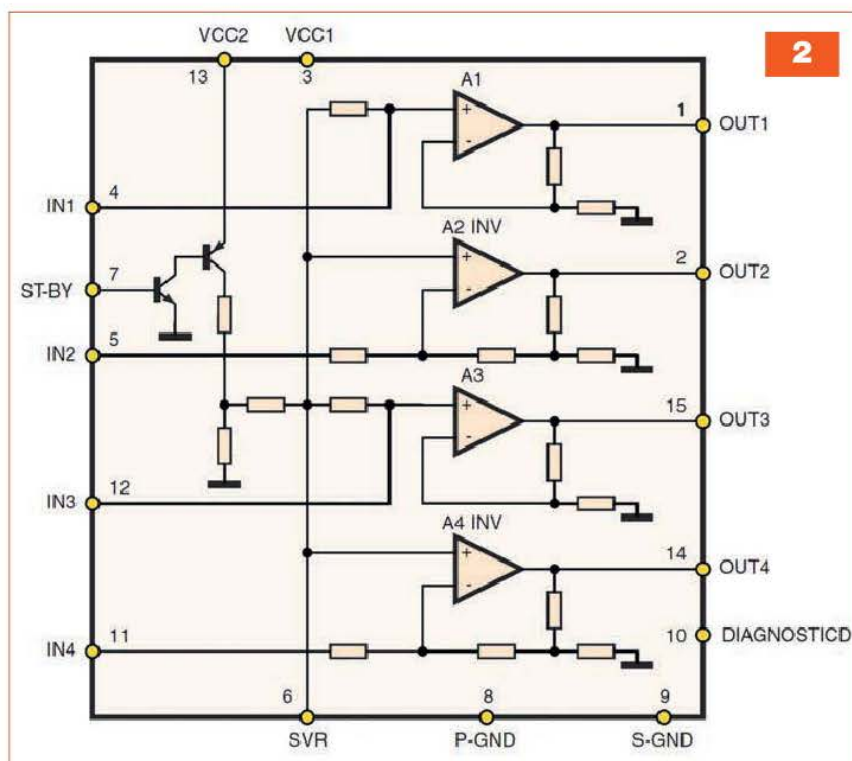 2
VCC2 VCC1
13 3
A1
+
-
1 OUT1
4
IN1
A2 INV
+
-
2 OUT2
7
ST-BY
5
IN2
A3
+
-
15 OUT3
12
IN3
A4 INV
+
-
14 OUT4
10 DIAGNOSTICD
11
IN4
6 8 9
SVR P-GND S-GND